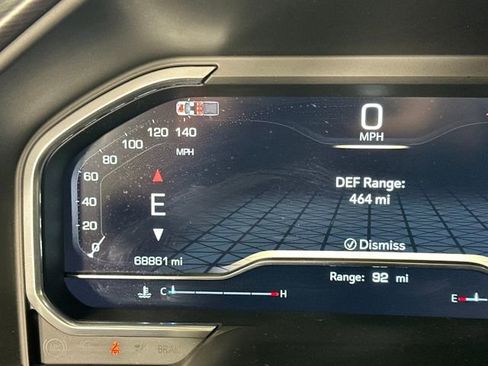 0
MPH
120 140
100
80
MPH
60
40
20
0
E
68861 mi
DEF Range:
464 mi
Dismiss
Range: 92 mi
C H
E